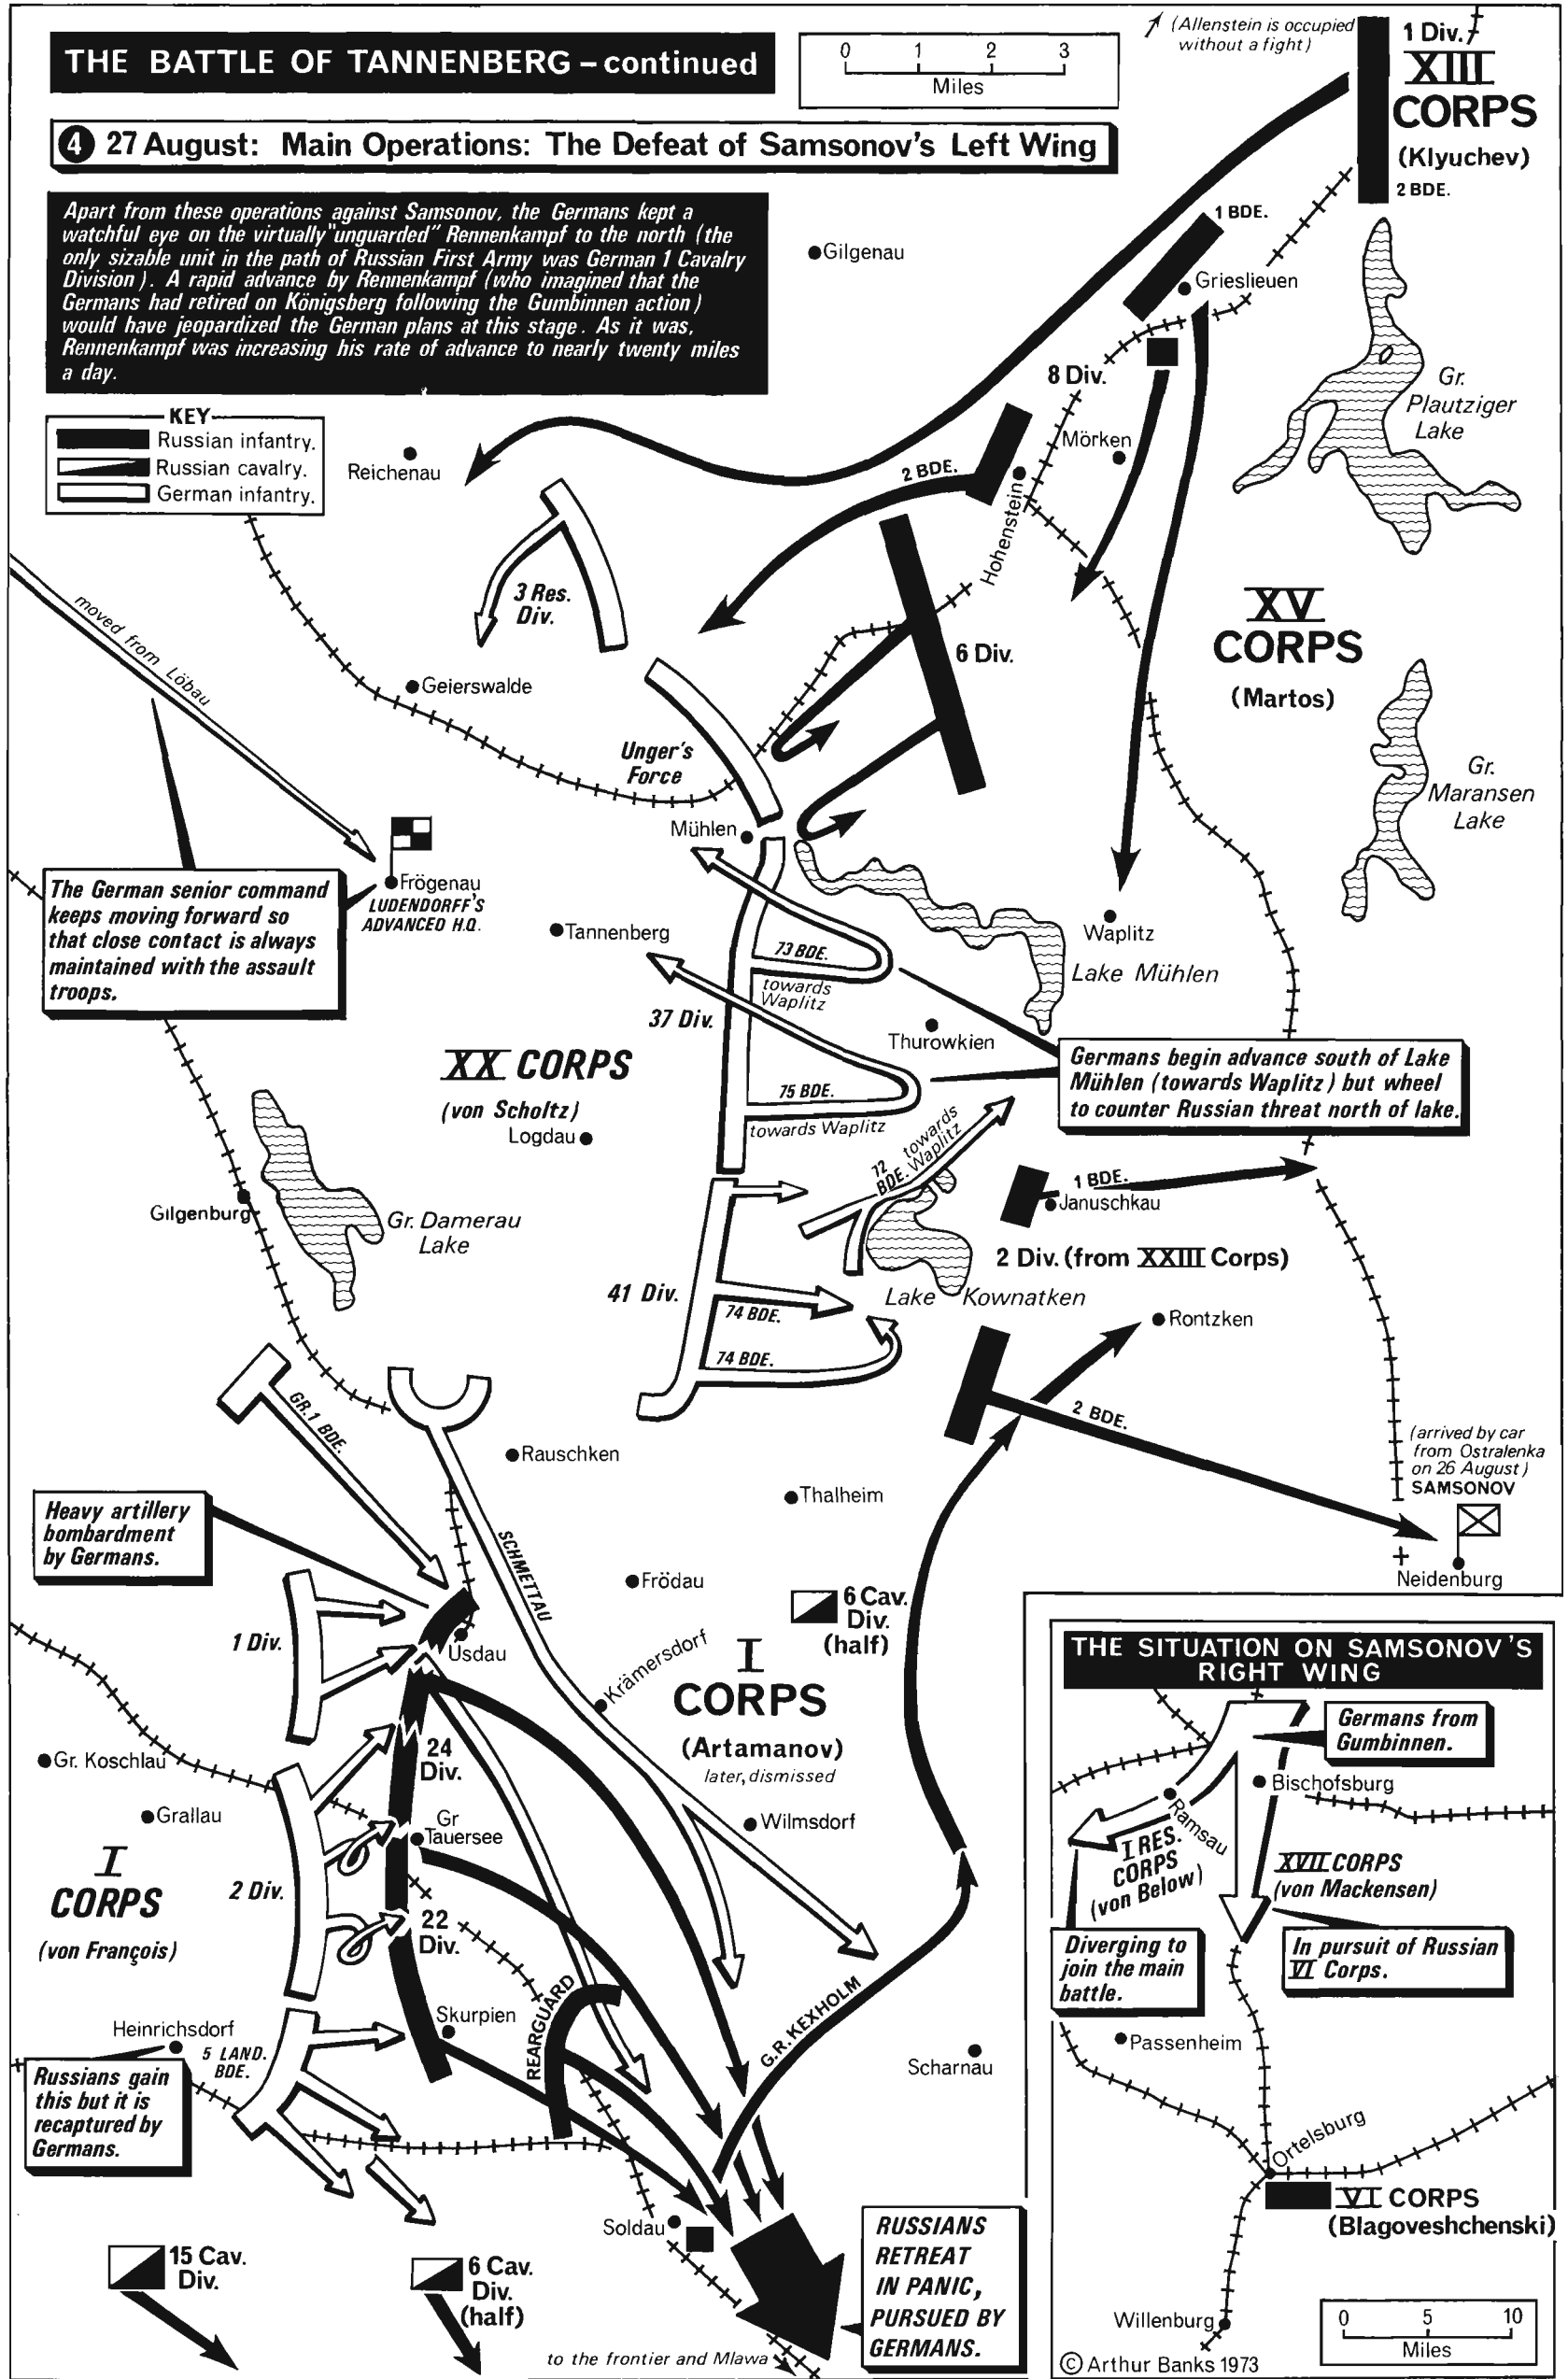 THE BATTLE OF TANNENBERG – continued
0 1 2 3
Miles
(Allenstein is occupied
without a fight)
1 Div.
XIII
CORPS
(Klyuchev)
2 BDE.
4 27 August: Main Operations: The Defeat of Samsonov's Left Wing
Apart from these operations against Samsonov, the Germans kept a
watchful eye on the virtually "unguarded" Rennenkampf to the north (the
only sizable unit in the path of Russian First Army was German 1 Cavalry
Division). A rapid advance by Rennenkampf (who imagined that the
Germans had retired on Königsberg following the Gumbinnen action)
would have jeopardized the German plans at this stage. As it was,
Rennenkampf was increasing his rate of advance to nearly twenty miles
a day.
KEY
Russian infantry.
Russian cavalry.
German infantry.
Gilgenau
1 BDE.
Grieslieuen
8 Div.
Mörken
Gr.
Plautziger
Lake
Reichenau
2 BDE.
Hohenstein
3 Res.
Div.
XV
CORPS
(Martos)
6 Div.
moved from Löbau
Geierswalde
Unger's
Force
Gr.
Maransen
Lake
Mühlen
Frögenau
LUDENDORFF'S
ADVANCED H.Q.
The German senior command
keeps moving forward so
that close contact is always
maintained with the assault
troops.
Tannenberg
Waplitz
Lake Mühlen
73 BDE.
towards
Waplitz
37 Div.
Thurowkien
XX CORPS
(von Scholtz)
75 BDE.
towards Waplitz
Logdau
Germans begin advance south of Lake
Mühlen (towards Waplitz) but wheel
to counter Russian threat north of lake.
72
BDE.
towards
Waplitz
1 BDE.
Januschkau
2 Div. (from XXIII Corps)
Gilgenburg
Gr. Damerau
Lake
41 Div.
74 BDE.
74 BDE.
Lake Kownatken
Rontzken
2 BDE.
GR.1 BDE.
Rauschken
Thalheim
(arrived by car
from Ostralenka
on 26 August)
SAMSONOV
Neidenburg
Heavy artillery
bombardment
by Germans.
SCHMETTAU
Frödau
6 Cav.
Div.
(half)
1 Div.
Usdau
Krämersdorf
I
CORPS
(Artamanov)
later, dismissed
24
Div.
Gr. Koschlau
Grallau
Gr
Tauersee
Wilmsdorf
I
CORPS
(von François)
2 Div.
22
Div.
Skurpien
REARGUARD
G.R. KEXHOLM
Scharnau
Heinrichsdorf
5 LAND.
BDE.
Russians gain
this but it is
recaptured by
Germans.
Soldau
15 Cav.
Div.
6 Cav.
Div.
(half)
RUSSIANS
RETREAT
IN PANIC,
PURSUED BY
GERMANS.
to the frontier and Mlawa
THE SITUATION ON SAMSONOV'S
RIGHT WING
Germans from
Gumbinnen.
Bischofsburg
Ramsau
I RES.
CORPS
(von Below)
XVII CORPS
(von Mackensen)
Diverging to
join the main
battle.
In pursuit of Russian
VI Corps.
Passenheim
Ortelsburg
VI CORPS
(Blagoveshchenski)
Willenburg
0 5 10
Miles
© Arthur Banks 1973